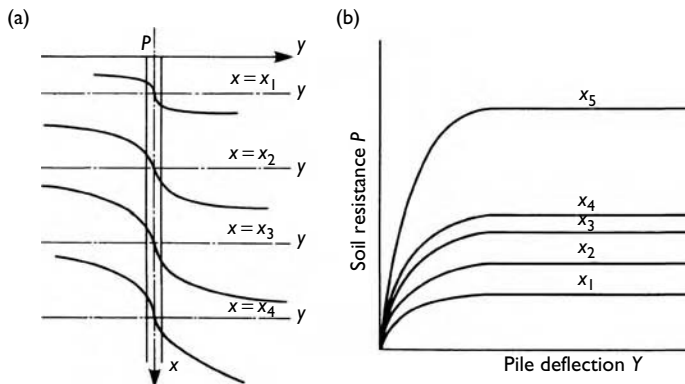 (a)
P
y
x = x1
y
x = x2
y
x = x3
y
x = x4
y
x
(b)
Soil resistance P
x5
x4
x3
x2
x1
Pile deflection Y